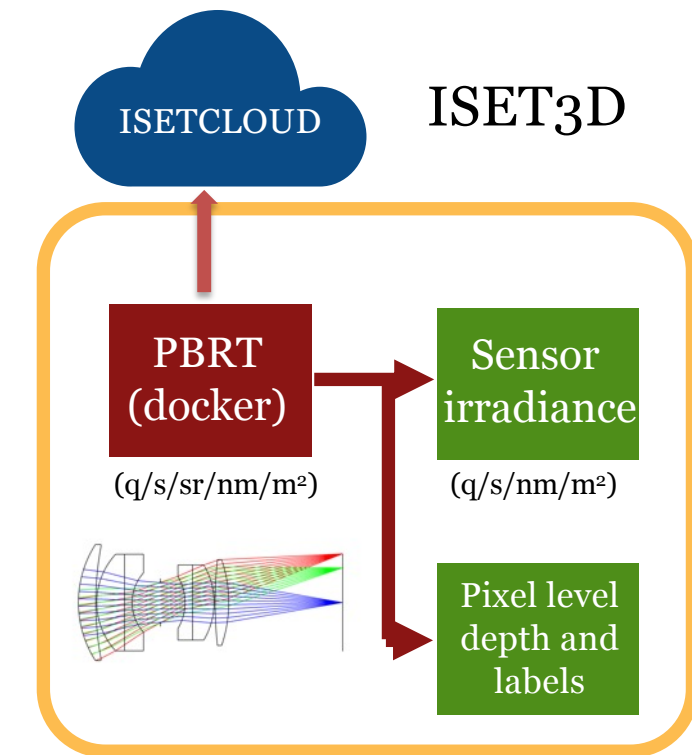 ISETCLOUD
ISET3D
PBRT
(docker)
(q/s/sr/nm/m²)
Sensor
irradiance
(q/s/nm/m²)
Pixel level
depth and
labels